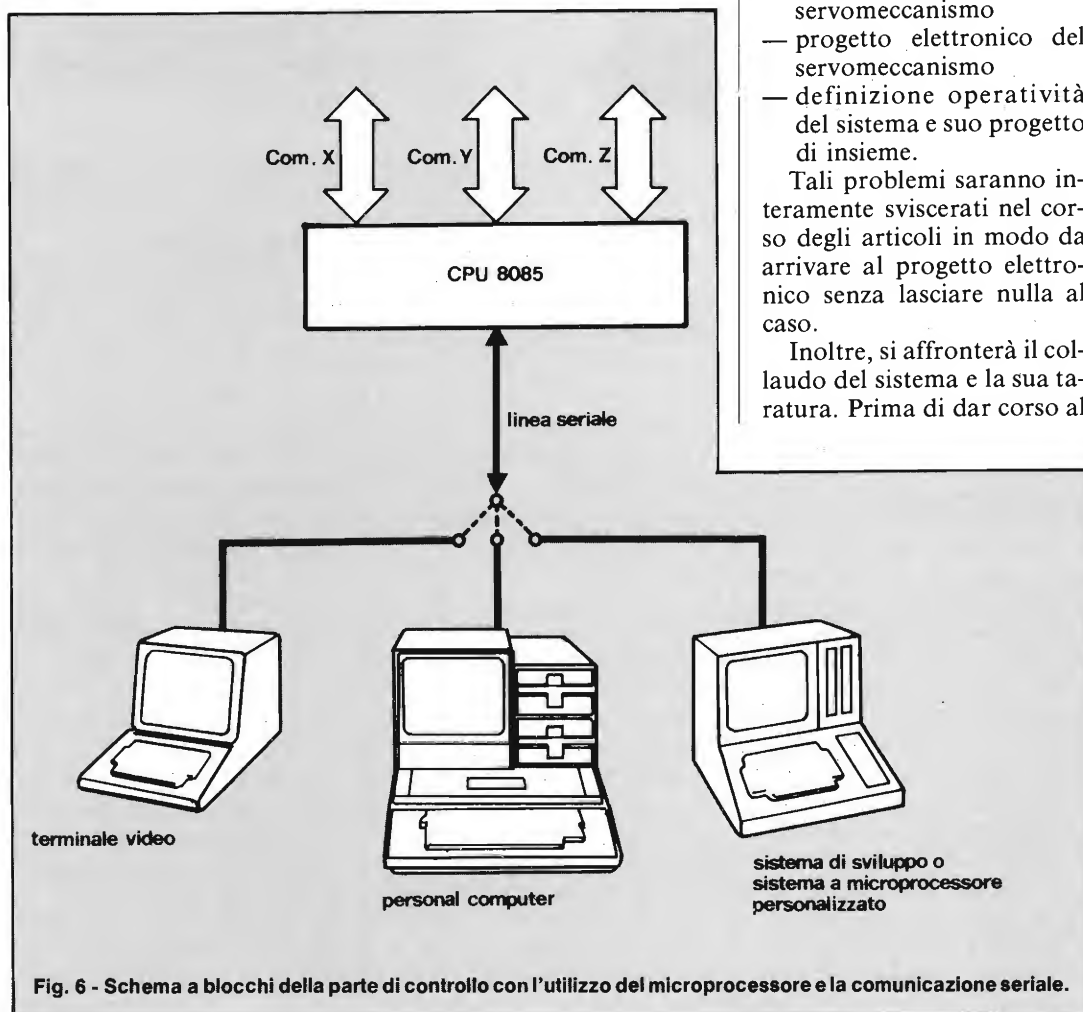 servomeccanismo
— progetto elettronico del
servomeccanismo
— definizione operatività
del sistema e suo progetto
di insieme.
Tali problemi saranno in-
teramente sviscerati nel cor-
so degli articoli in modo da
arrivare al progetto elettro-
nico senza lasciare nulla al
caso.
Inoltre, si affronterà il col-
laudo del sistema e la sua ta-
ratura. Prima di dar corso al
Com. X
Com. Y
Com. Z
CPU 8085
linea seriale
terminale video
personal computer
sistema di sviluppo o
sistema a microprocessore
personalizzato
Fig. 6 - Schema a blocchi della parte di controllo con l'utilizzo del microprocessore e la comunicazione seriale.